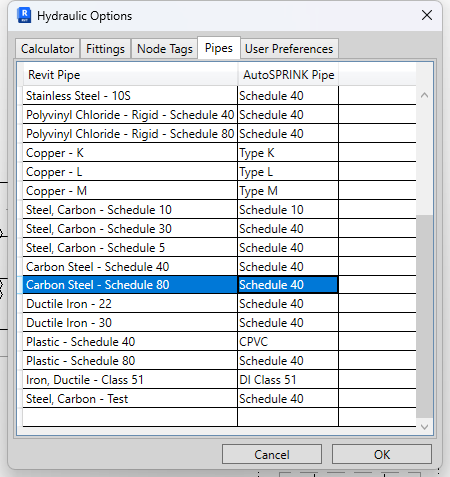 Hydraulic Options
Calculator Fittings Node Tags Pipes User Preferences
Revit Pipe AutoSPRINK Pipe
Stainless Steel - 10S Schedule 40
Polyvinyl Chloride - Rigid - Schedule 40 Schedule 40
Polyvinyl Chloride - Rigid - Schedule 80 Schedule 40
Copper - K Type K
Copper - L Type L
Copper - M Type M
Steel, Carbon - Schedule 10 Schedule 10
Steel, Carbon - Schedule 30 Schedule 40
Steel, Carbon - Schedule 5 Schedule 40
Carbon Steel - Schedule 40 Schedule 40
Carbon Steel - Schedule 80 Schedule 40
Ductile Iron - 22 Schedule 40
Ductile Iron - 30 Schedule 40
Plastic - Schedule 40 CPVC
Plastic - Schedule 80 Schedule 40
Iron, Ductile - Class 51 DI Class 51
Steel, Carbon - Test Schedule 40
Cancel OK